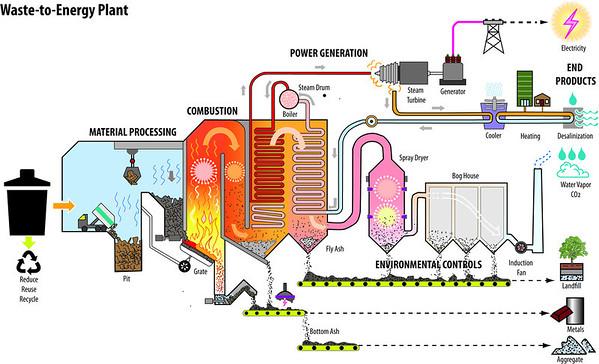 Waste-to-Energy Plant
POWER GENERATION
Steam Drum
Boiler
Steam
Turbine
Generator
Electricity
END
PRODUCTS
COMBUSTION
MATERIAL PROCESSING
Cooler
Heating
Desalinization
Spray Dryer
Bog House
Water Vapor
CO2
Reduce
Reuse
Recycle
Pit
Grate
Fly Ash
ENVIRONMENTAL CONTROLS
Induction
Fan
Landfill
Metals
Bottom Ash
Aggregate